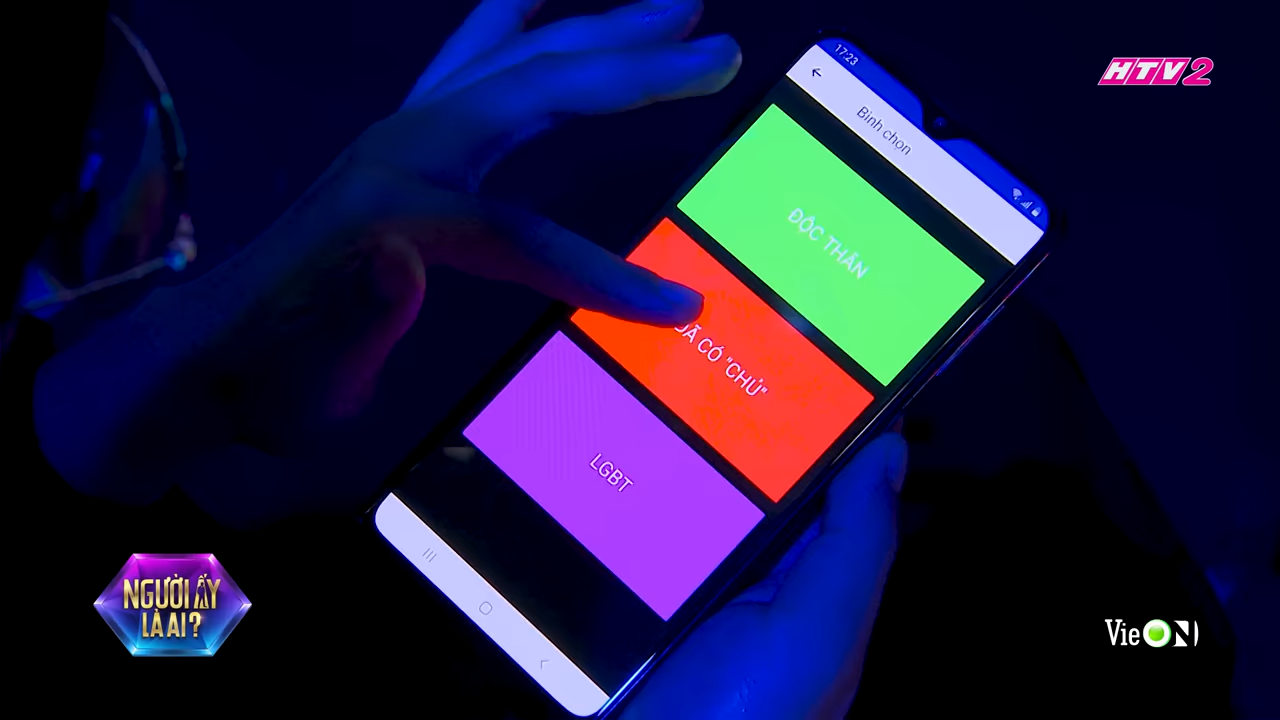 17:23
HTV2
Bình chọn
ĐỘC THÂN
ĐÃ CÓ "CHỦ"
LGBT
NGƯỜI ẤY
LÀ AI?
VieON